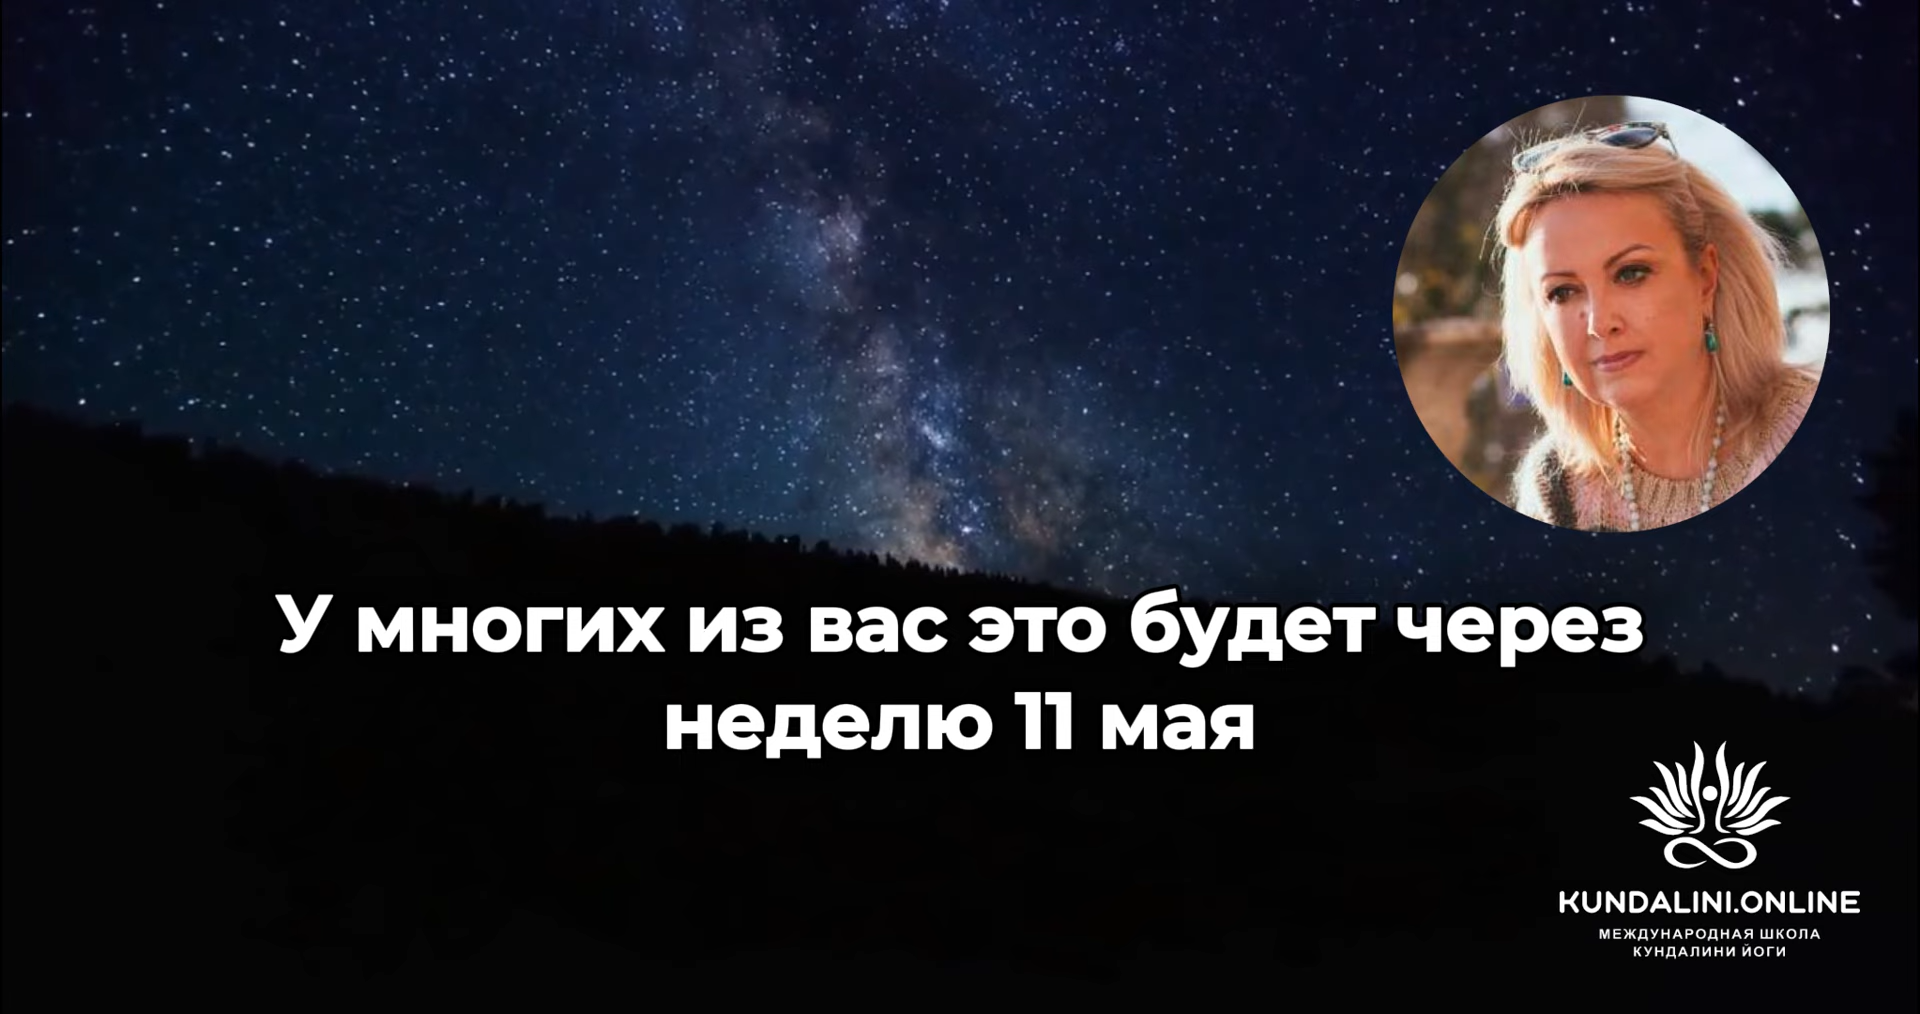 У многих из вас это будет через
неделю 11 мая
KUNDALINI.ONLINE
МЕЖДУНАРОДНАЯ ШКОЛА
КУНДАЛИНИ ЙОГИ